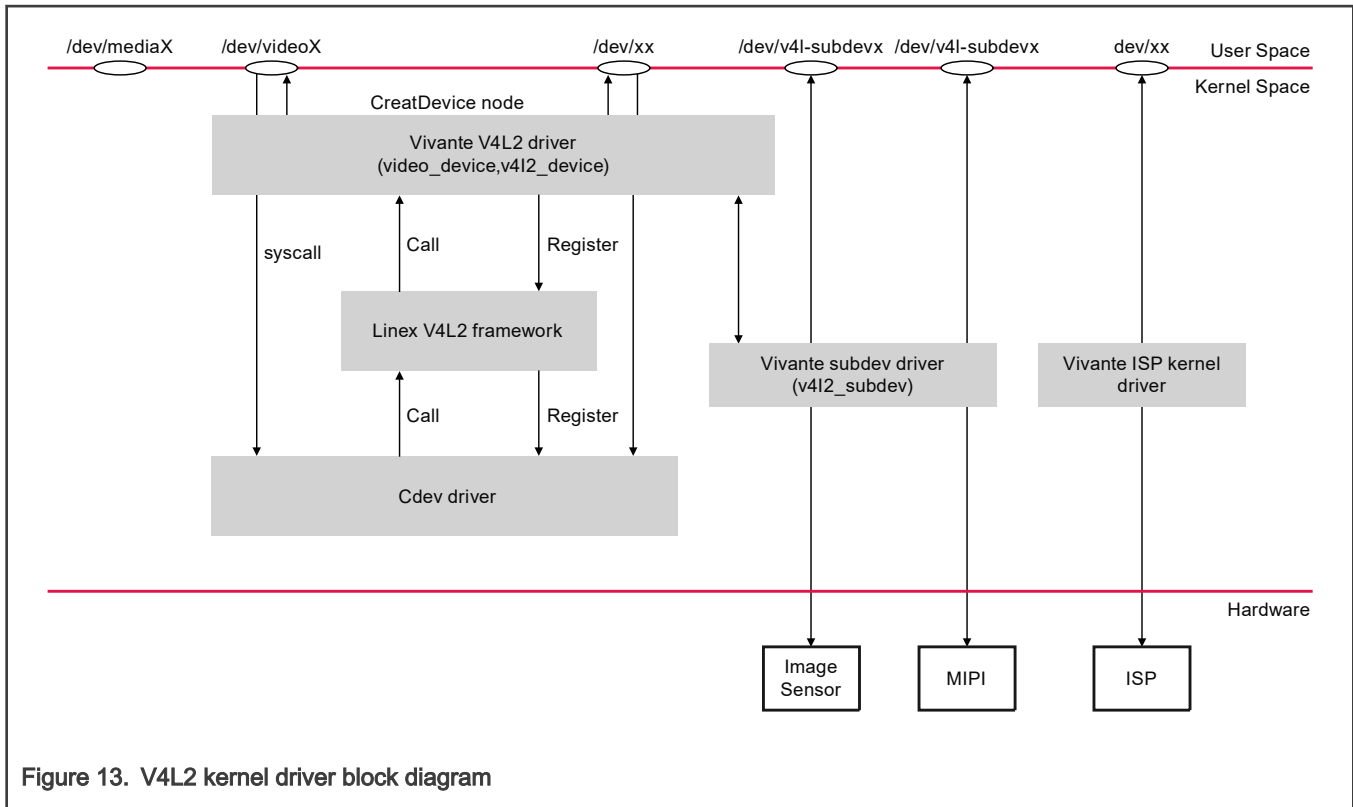 /dev/mediaX
/dev/videoX
/dev/xx
/dev/v4l-subdevx
/dev/v4l-subdevx
dev/xx
User Space
Kernel Space
CreatDevice node
Vivante V4L2 driver
(video_device,v4l2_device)
syscall
Call
Register
Linex V4L2 framework
Vivante subdev driver
(v4l2_subdev)
Vivante ISP kernel
driver
Call
Register
Cdev driver
Hardware
Image
Sensor
MIPI
ISP
Figure 13. V4L2 kernel driver block diagram